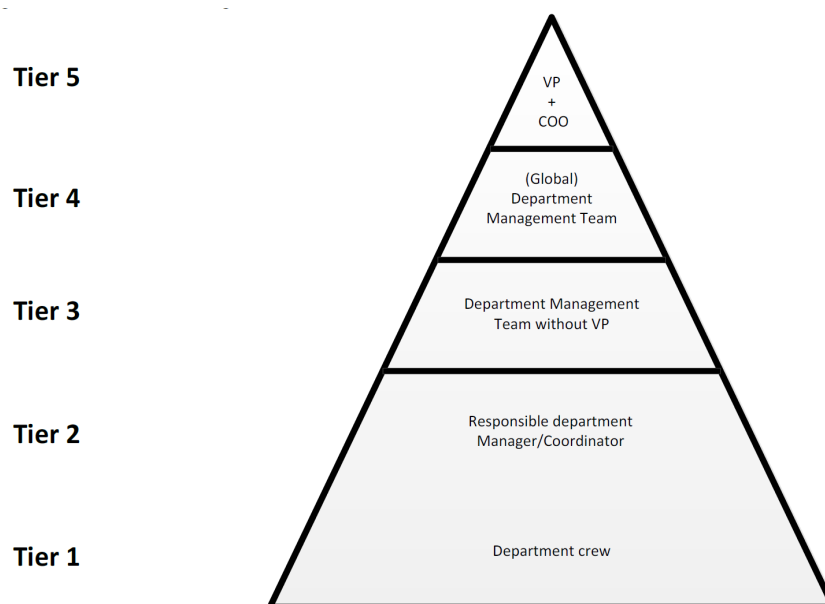 Tier 5
VP
+
COO
Tier 4
(Global)
Department
Management Team
Tier 3
Department Management
Team without VP
Tier 2
Responsible department
Manager/Coordinator
Tier 1
Department crew